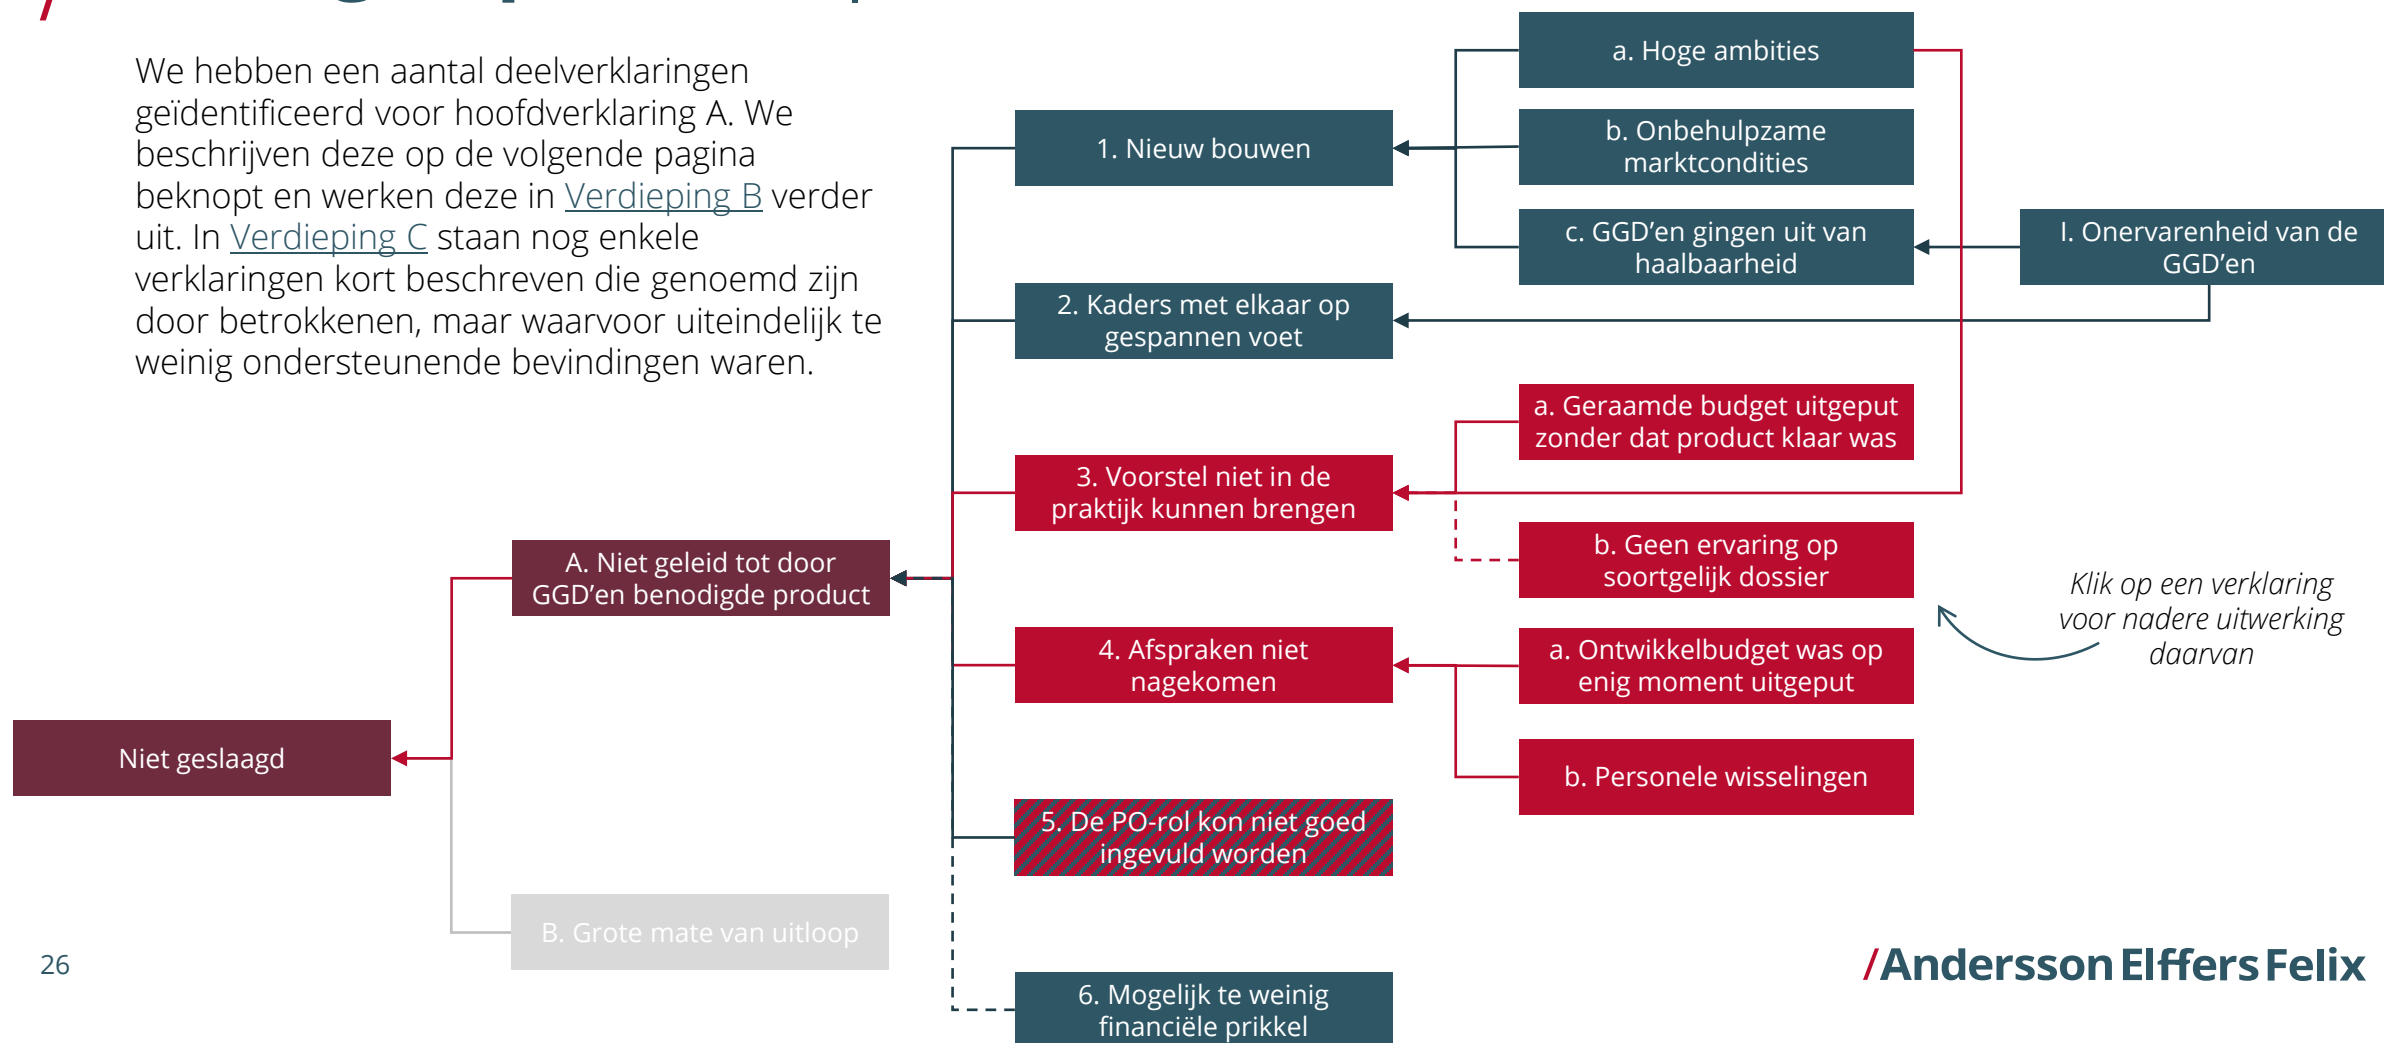 We hebben een aantal deelverklaringen
geïdentificeerd voor hoofdverklaring A. We
beschrijven deze op de volgende pagina
beknopt en werken deze in Verdieping B verder
uit. In Verdieping C staan nog enkele
verklaringen kort beschreven die genoemd zijn
door betrokkenen, maar waarvoor uiteindelijk te
weinig ondersteunende bevindingen waren.
Niet geslaagd
A. Niet geleid tot door
GGD’en benodigde product
B. Grote mate van uitloop
1. Nieuw bouwen
2. Kaders met elkaar op
gespannen voet
3. Voorstel niet in de
praktijk kunnen brengen
4. Afspraken niet
nagekomen
5. De PO-rol kon niet goed
ingevuld worden
6. Mogelijk te weinig
financiële prikkel
a. Hoge ambities
b. Onbehulpzame
marktcondities
c. GGD’en gingen uit van
haalbaarheid
I. Onervarenheid van de
GGD’en
a. Geraamde budget uitgeput
zonder dat product klaar was
b. Geen ervaring op
soortgelijk dossier
a. Ontwikkelbudget was op
enig moment uitgeput
b. Personele wisselingen
Klik op een verklaring
voor nadere uitwerking
daarvan
26
/Andersson Elffers Felix